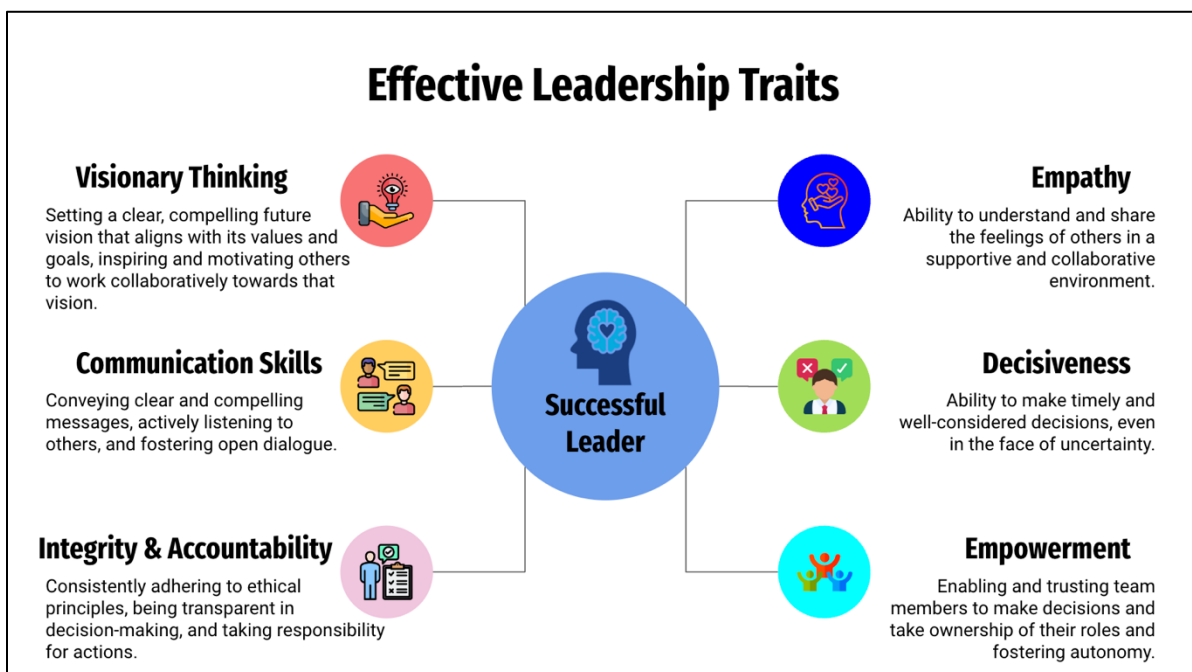 Effective Leadership Traits
Visionary Thinking
Setting a clear, compelling future
vision that aligns with its values and
goals, inspiring and motivating others
to work collaboratively towards that
vision.
Communication Skills
Conveying clear and compelling
messages, actively listening to
others, and fostering open dialogue.
Integrity & Accountability
Consistently adhering to ethical
principles, being transparent in
decision-making, and taking responsibility
for actions.
Successful
Leader
Empathy
Ability to understand and share
the feelings of others in a
supportive and collaborative
environment.
Decisiveness
Ability to make timely and
well-considered decisions, even
in the face of uncertainty.
Empowerment
Enabling and trusting team
members to make decisions and
take ownership of their roles and
fostering autonomy.